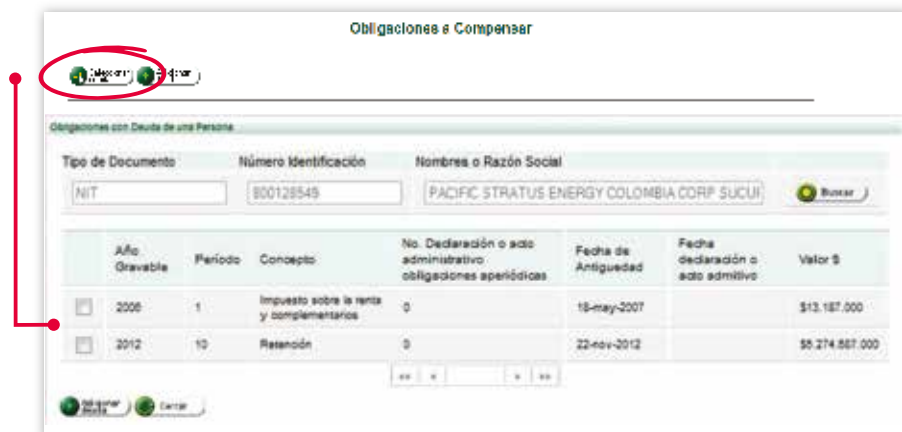 Obligaciones a Compensar
Obligaciones con Deuda de una Persona
Tipo de Documento Número Identificación Nombres o Razón Social
NIT 800128549 PACIFIC STRATUS ENERGY COLOMBIA CORP SUCUR Buscar
Año Gravable Período Concepto No. Declaración o acto administrativo obligaciones aperiódicas Fecha de Antiguedad Fecha declaración o acto admitivo Valor $
2006 1 Impuesto sobre la renta y complementarios 0 18-may-2007 $13.187.000
2012 10 Retención 0 22-nov-2012 $8.274.887.000
<< < > >>
Cerrar